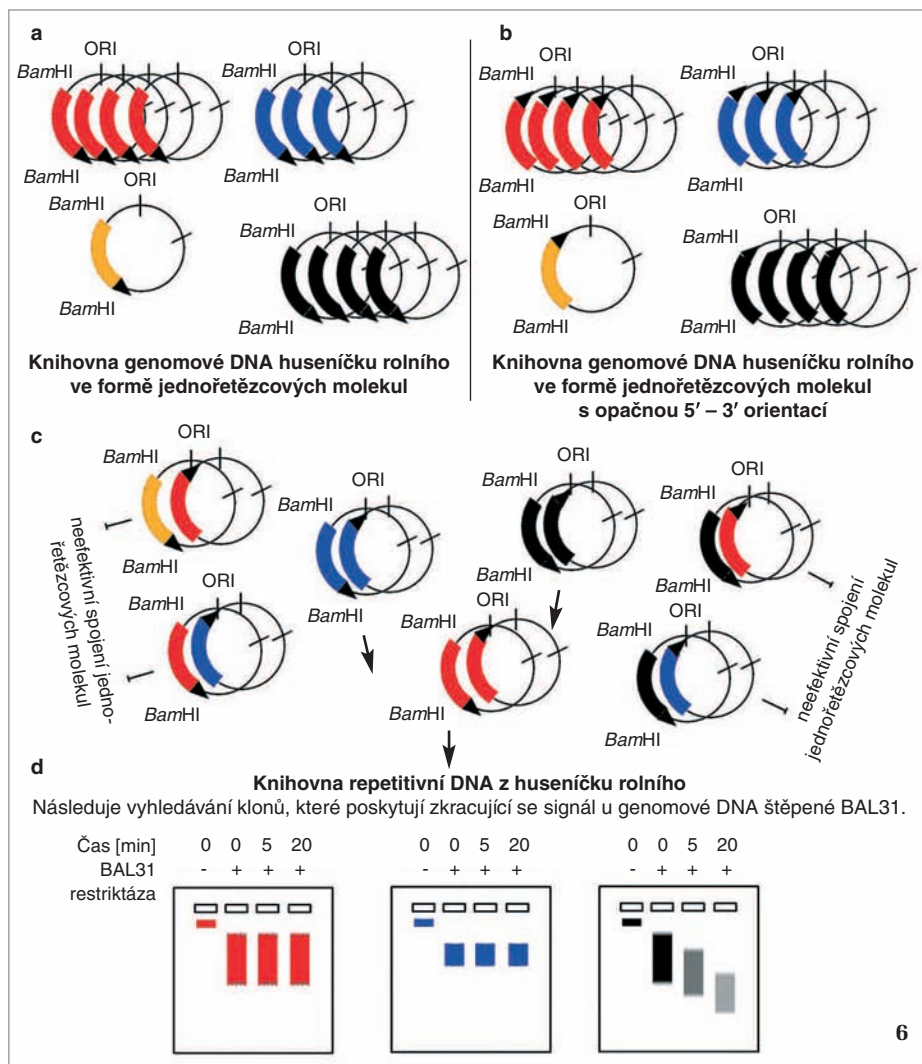 a
ORI
BamHI
BamHI
BamHI
BamHI
ORI
BamHI
BamHI
ORI
BamHI
BamHI
Knihovna genomové DNA huseníčku rolního
ve formě jednořetězcových molekul
b
ORI
BamHI
BamHI
BamHI
BamHI
ORI
BamHI
BamHI
ORI
BamHI
BamHI
Knihovna genomové DNA huseníčku rolního
ve formě jednořetězcových molekul
s opačnou 5′ – 3′ orientací
c
ORI
BamHI
BamHI
neefektivní spojení jedno-
řetězcových molekul
ORI
BamHI
BamHI
ORI
BamHI
BamHI
ORI
BamHI
BamHI
ORI
BamHI
BamHI
ORI
BamHI
BamHI
ORI
BamHI
BamHI
neefektivní spojení
jednořetězcových molekul
d
Knihovna repetitivní DNA z huseníčku rolního
Následuje vyhledávání klonů, které poskytují zkracující se signál u genomové DNA štěpené BAL31.
Čas [min] 0 0 5 20 0 0 5 20 0 0 5 20
BAL31 - + + + - + + + - + + +
restriktáza
6